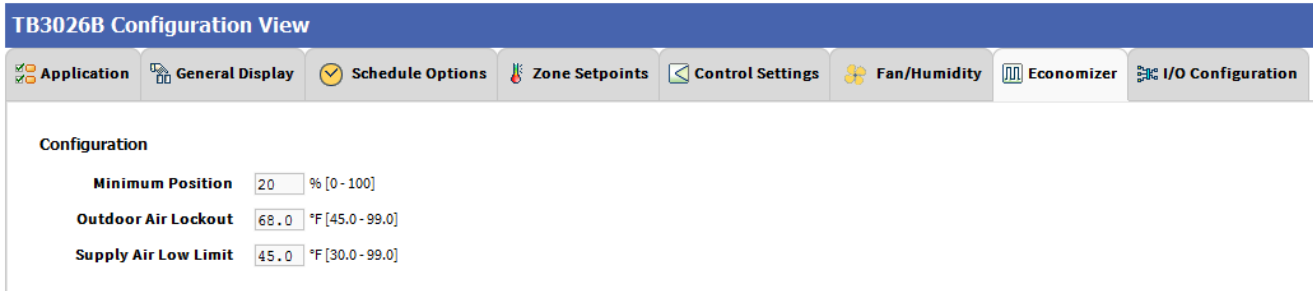 TB3026B Configuration View
Application General Display Schedule Options Zone Setpoints Control Settings Fan/Humidity Economizer I/O Configuration
Configuration
Minimum Position 20 % [0 - 100]
Outdoor Air Lockout 68.0 °F [45.0 - 99.0]
Supply Air Low Limit 45.0 °F [30.0 - 99.0]